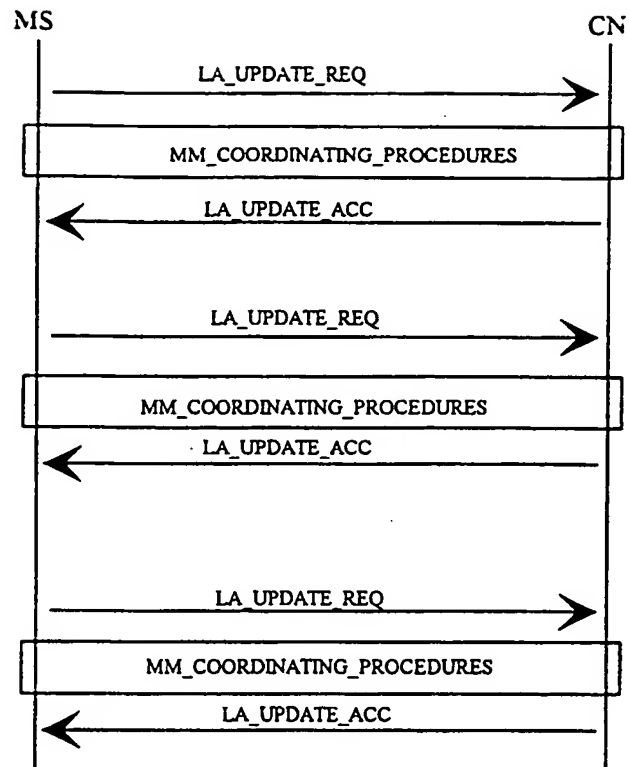 MS
CN
LA_UPDATE_REQ
MM_COORDINATING_PROCEDURES
LA_UPDATE_ACC
LA_UPDATE_REQ
MM_COORDINATING_PROCEDURES
LA_UPDATE_ACC
LA_UPDATE_REQ
MM_COORDINATING_PROCEDURES
LA_UPDATE_ACC